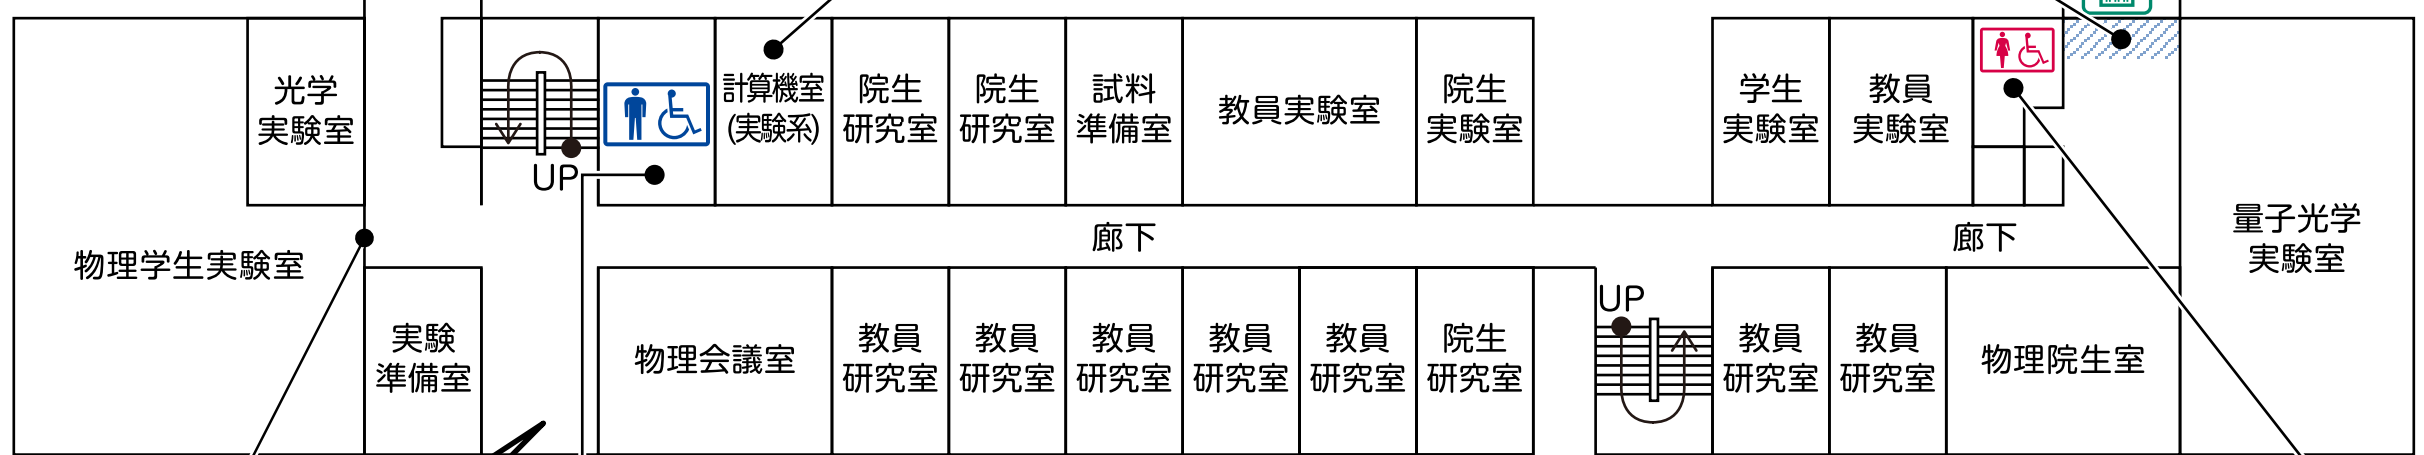 光学
実験室
計算機室
(実験系)
院生
研究室
院生
研究室
試料
準備室
教員実験室
院生
実験室
学生
実験室
教員
実験室
UP
物理学生実験室
廊下
廊下
量子光学
実験室
実験
準備室
物理会議室
教員
研究室
教員
研究室
教員
研究室
教員
研究室
教員
研究室
院生
研究室
UP
教員
研究室
教員
研究室
物理院生室